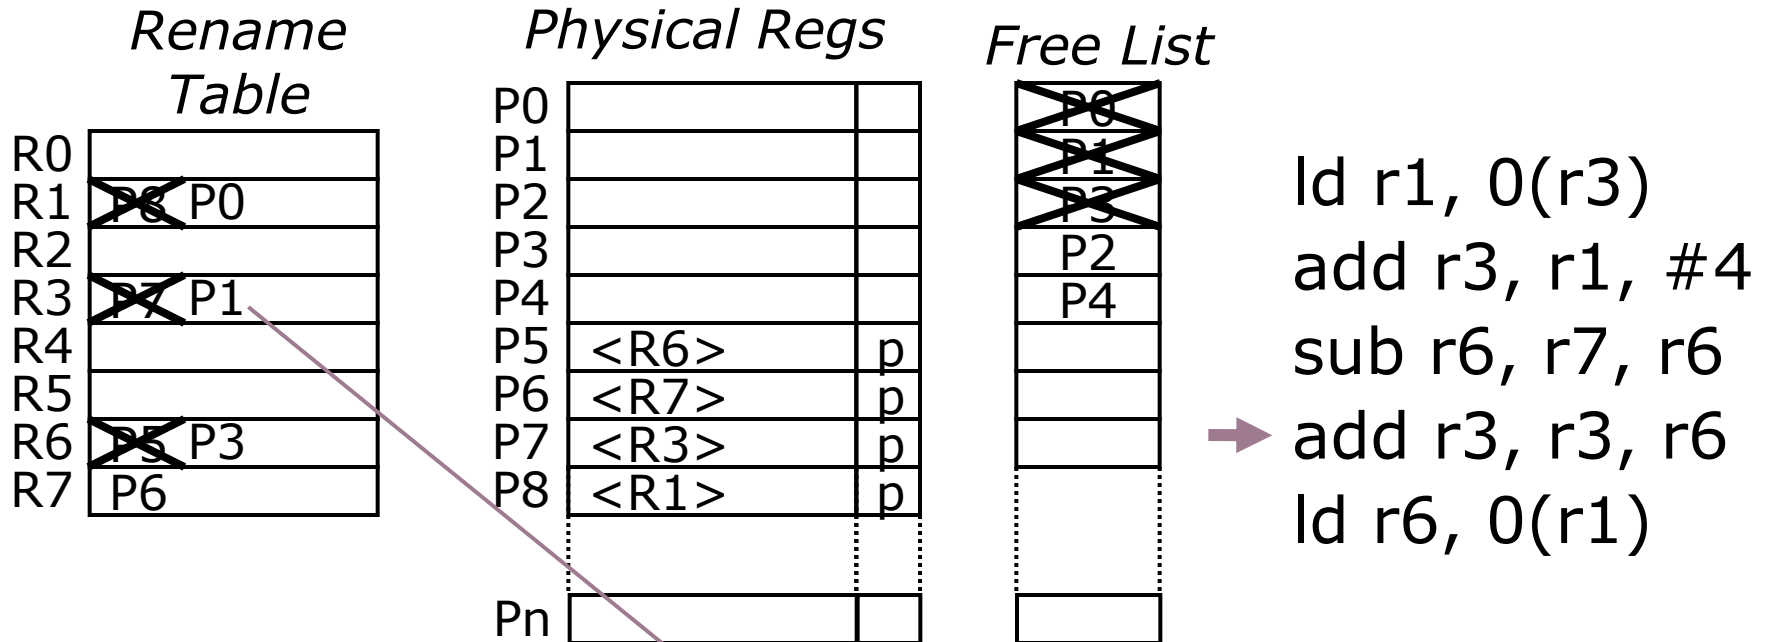 Rename
Table
R0
R1 P8 P0
R2
R3 P7 P1
R4
R5
R6 P5 P3
R7 P6
Physical Regs
P0
P1
P2
P3
P4
P5 <R6> p
P6 <R7> p
P7 <R3> p
P8 <R1> p
Pn
Free List
P0
P1
P3
P2
P4
ld r1, 0(r3)
add r3, r1, #4
sub r6, r7, r6
add r3, r3, r6
ld r6, 0(r1)